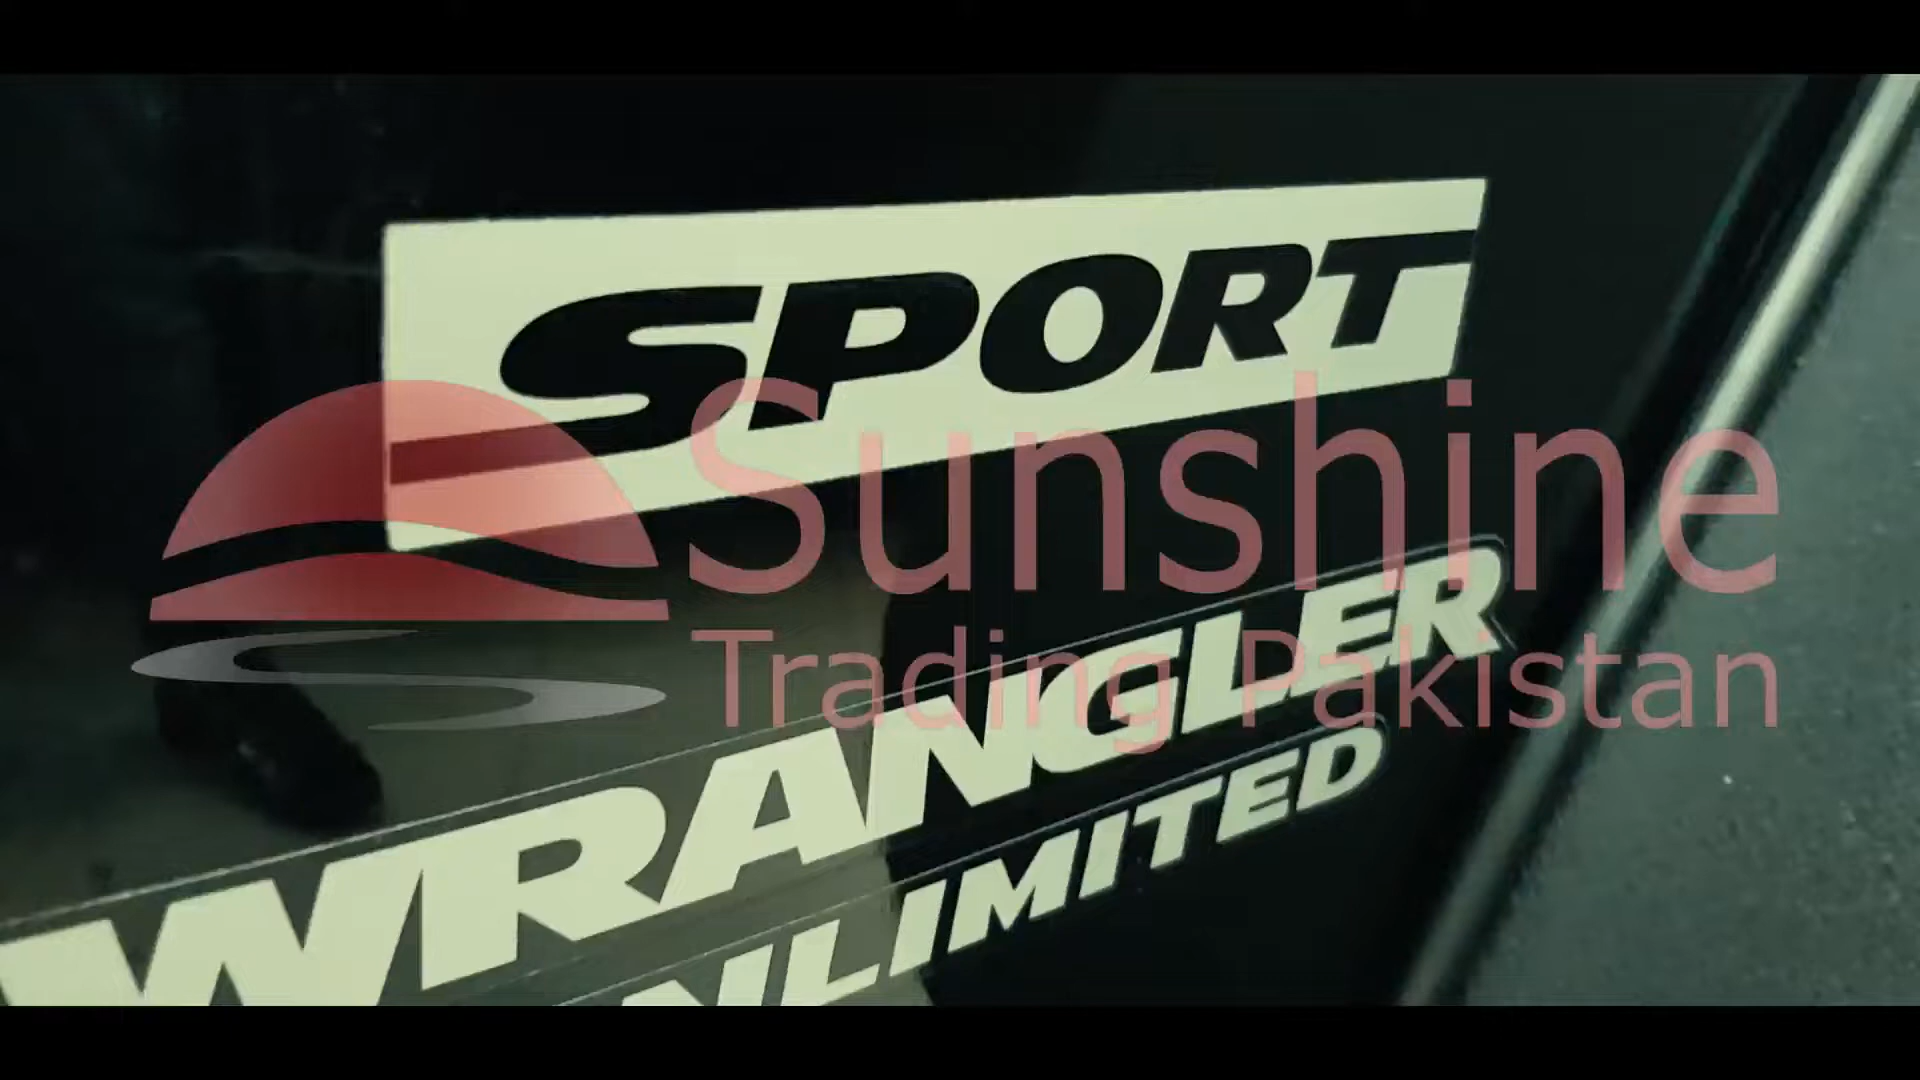 SPORT
Sunshine
Trading Pakistan
WRANGLER
UNLIMITED